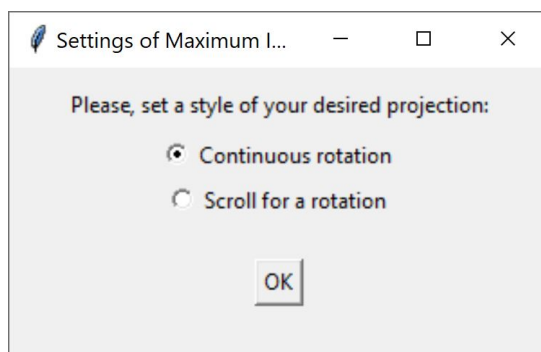 Settings of Maximum I...
Please, set a style of your desired projection:
Continuous rotation
Scroll for a rotation
OK